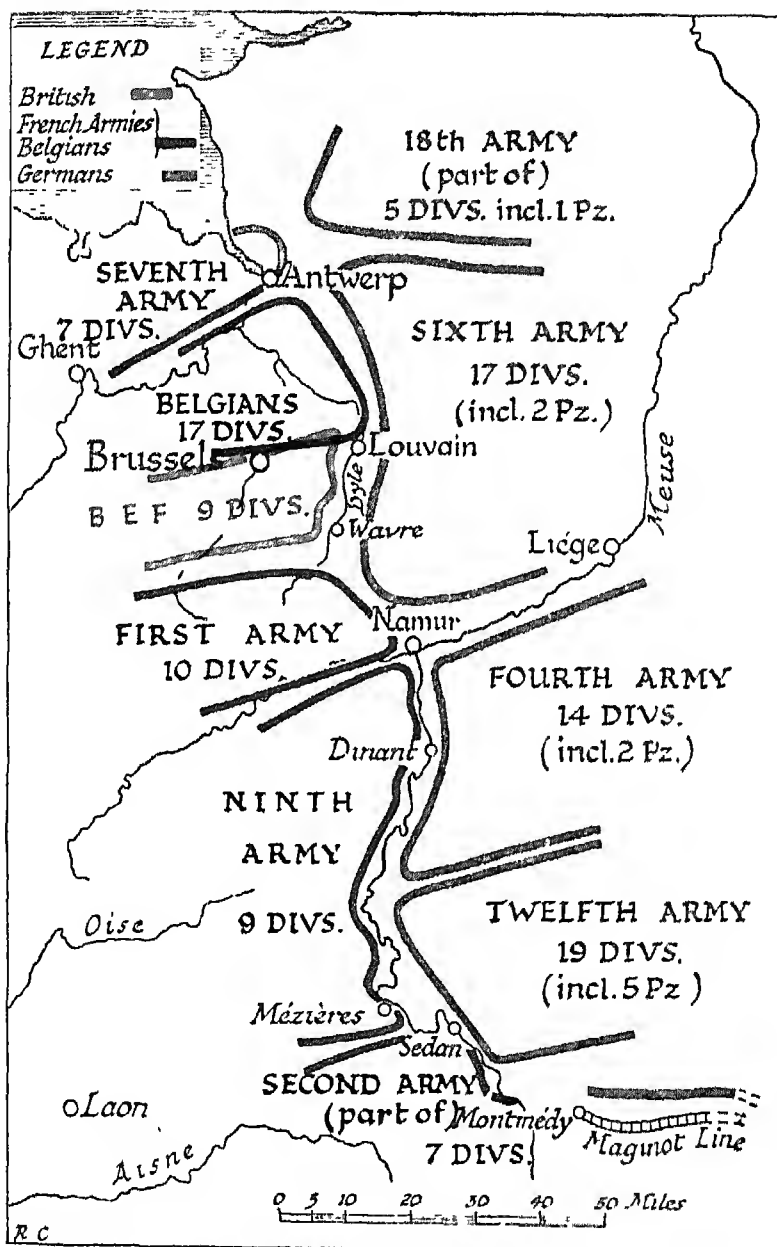 LEGEND
British
French Armies
Belgians
Germans
18th ARMY
(part of)
5 DIVS. incl. 1 Pz.
SEVENTH
ARMY
7 DIVS.
Antwerp
Ghent
SIXTH ARMY
17 DIVS.
(incl. 2 Pz.)
BELGIANS
17 DIVS.
Brussels
Louvain
Dyle
BEF 9 DIVS.
Wavre
Meuse
Liége
Namur
FIRST ARMY
10 DIVS.
FOURTH ARMY
14 DIVS.
(incl. 2 Pz.)
Dinant
NINTH
ARMY
9 DIVS.
Oise
TWELFTH ARMY
19 DIVS.
(incl. 5 Pz)
Mézières
Sedan
SECOND ARMY
(part of)
7 DIVS.
Montmédy
Maginot Line
Laon
Aisne
0 5 10 20 30 40 50 Miles
R C